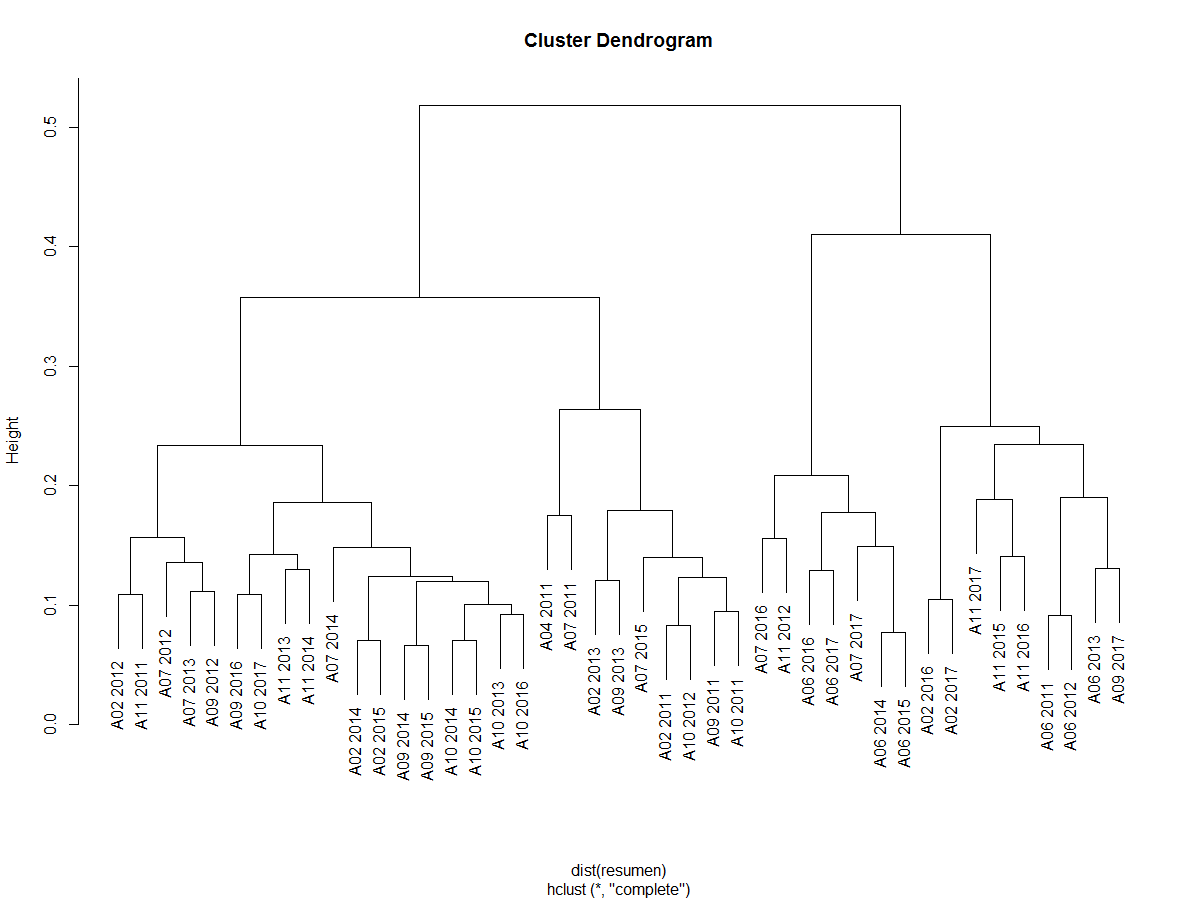 Cluster Dendrogram
Height
0.0
0.1
0.2
0.3
0.4
0.5
A02 2012
A11 2011
A07 2012
A07 2013
A09 2012
A09 2016
A10 2017
A11 2013
A11 2014
A07 2014
A02 2014
A02 2015
A09 2014
A09 2015
A10 2014
A10 2015
A10 2013
A10 2016
A04 2011
A07 2011
A02 2013
A09 2013
A07 2015
A02 2011
A10 2012
A09 2011
A10 2011
A07 2016
A11 2012
A06 2016
A06 2017
A07 2017
A06 2014
A06 2015
A02 2016
A02 2017
A11 2017
A11 2015
A11 2016
A06 2011
A06 2012
A06 2013
A09 2017
dist(resumen)
hclust (*, "complete")